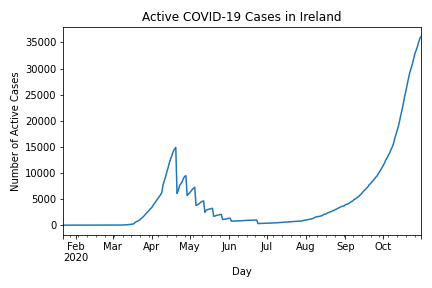 Active COVID-19 Cases in Ireland
Number of Active Cases
35000
30000
25000
20000
15000
10000
5000
0
Feb Mar Apr May Jun Jul Aug Sep Oct
2020
Day